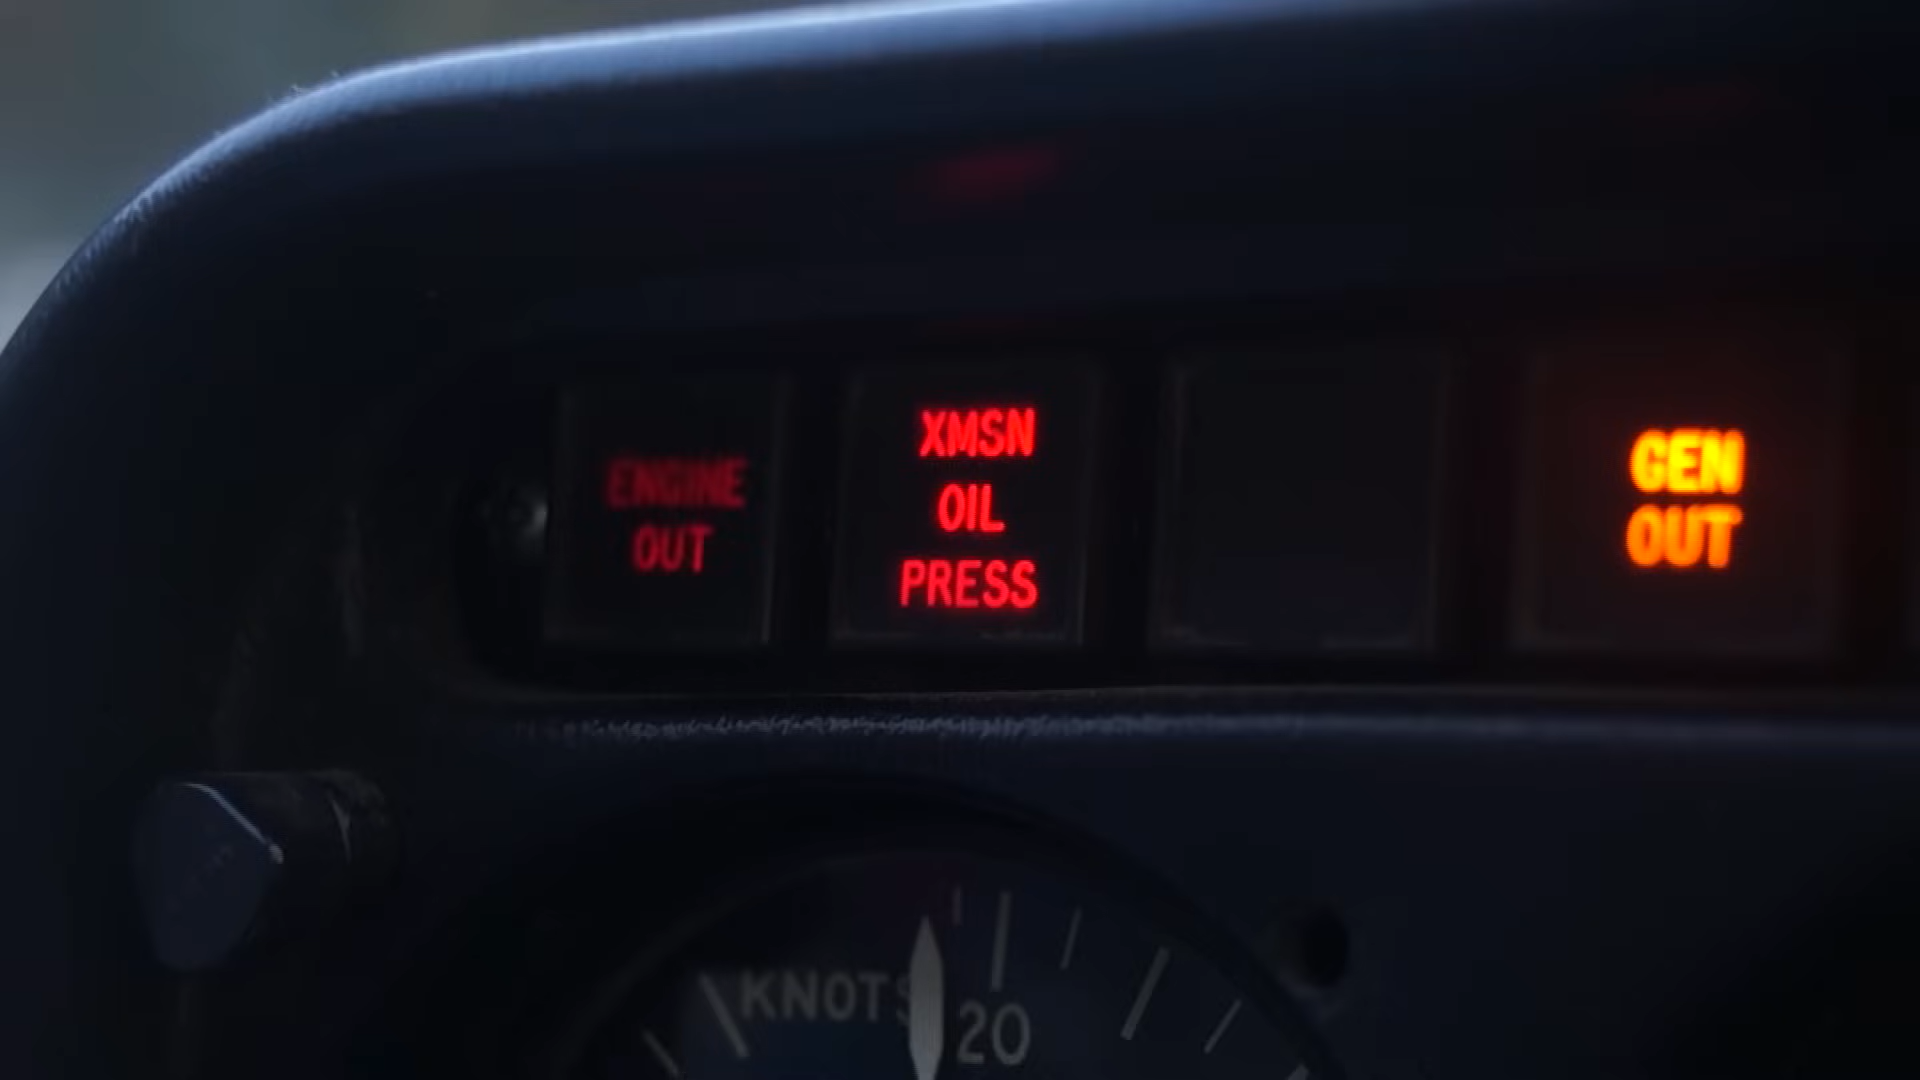 ENGINE
OUT
XMSN
OIL
PRESS
GEN
OUT
KNOTS
20